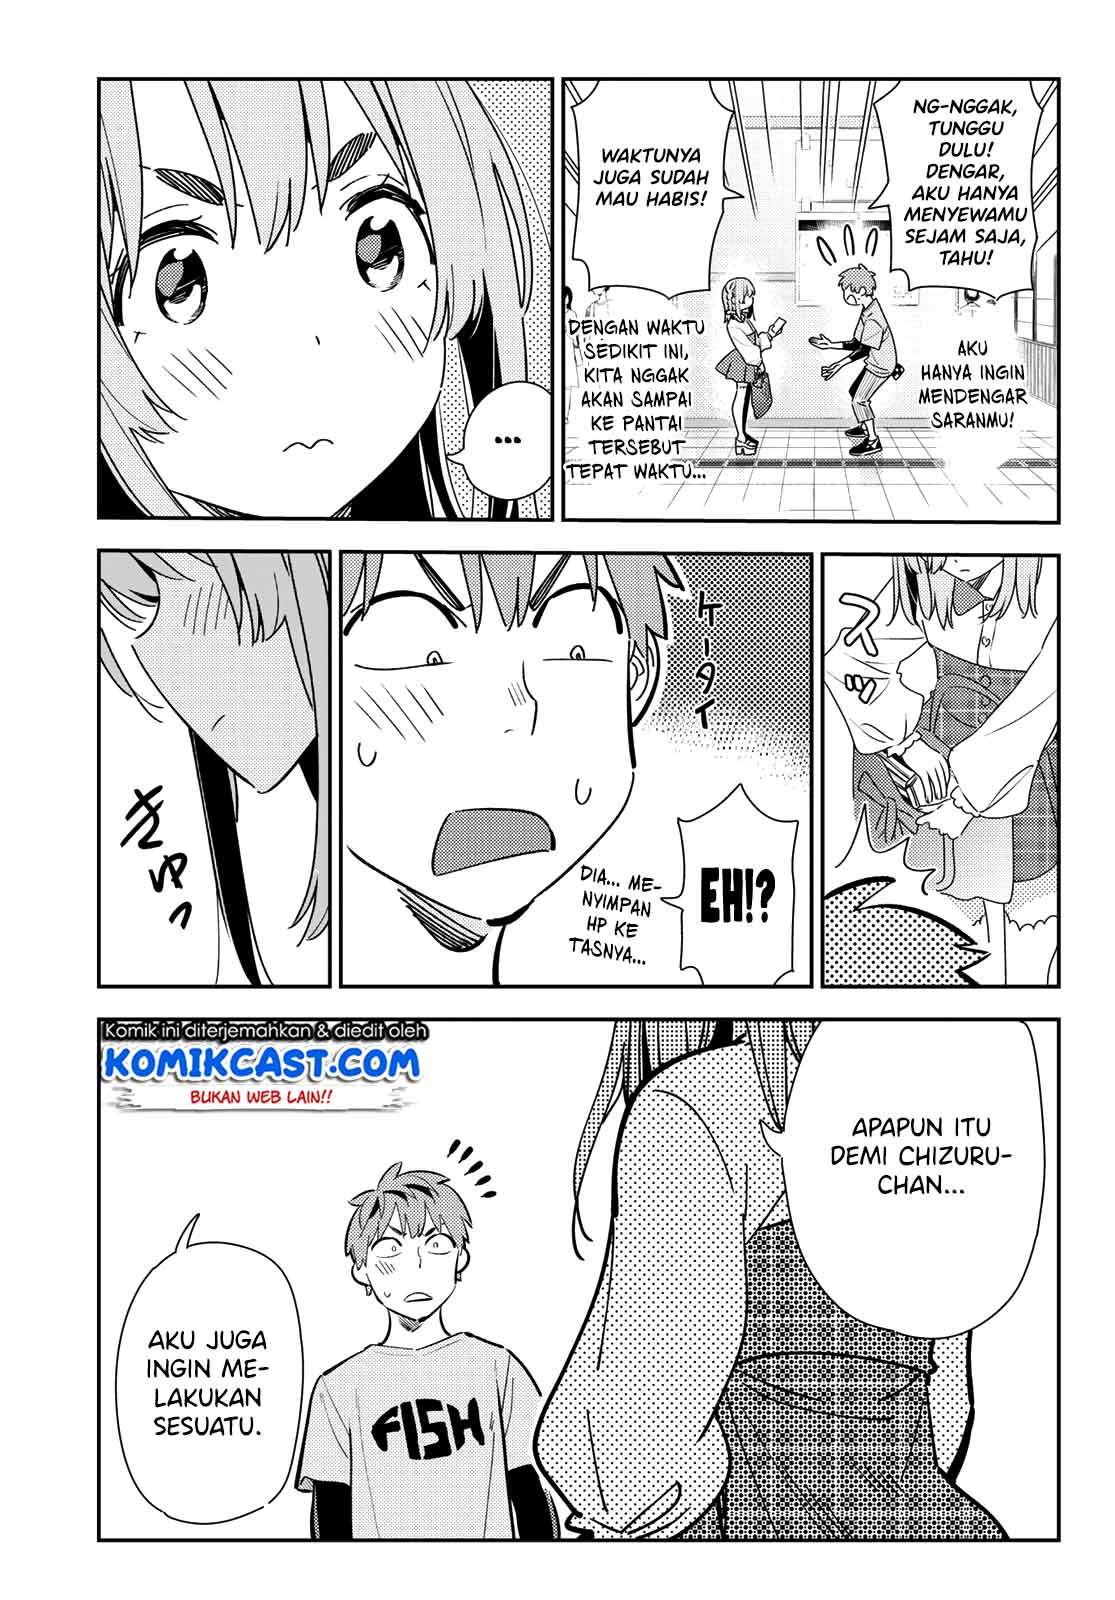 NG-NGGAK,
TUNGGU
DULU!
DENGAR,
AKU HANYA
MENYEWAMU
SEJAM SAJA,
TAHU!
AKU
HANYA INGIN
MENDENGAR
SARANMU!
WAKTUNYA
JUGA SUDAH
MAU HABIS!
DENGAN WAKTU
SEDIKIT INI,
KITA NGGAK
AKAN SAMPAI
KE PANTAI
TERSEBUT
TEPAT WAKTU...
...
スッ
ケータイ
EH!?
DIA... ME-
NYIMPAN
HP KE
TASNYA...
きゅっ
Komik ini diterjemahkan & diedit oleh
KOMIKCAST.COM
BUKAN WEB LAIN!!
APAPUN ITU
DEMI CHIZURU-
CHAN...
FISH
AKU JUGA
INGIN ME-
LAKUKAN
SESUATU.